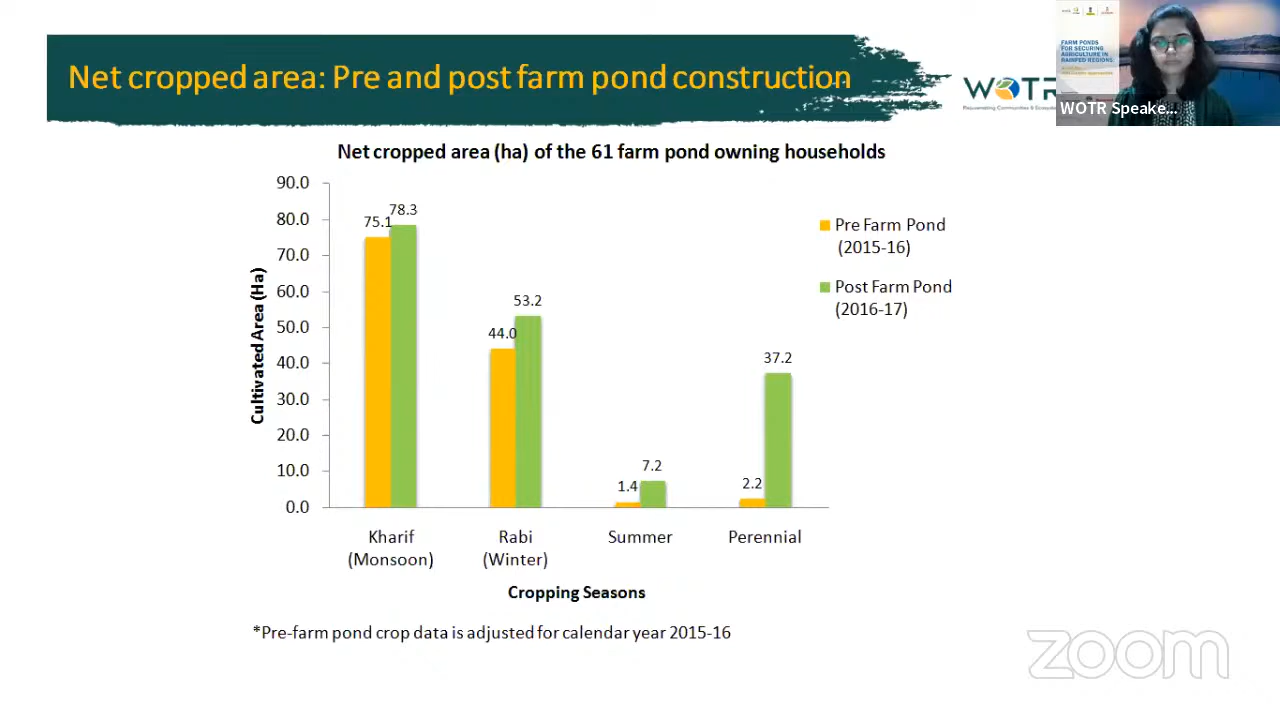 Net cropped area: Pre and post farm pond construction
WOTR
Rejuvenating Communities & Ecosys
FARM PONDS
FOR SECURING
AGRICULTURE IN
RAINFED REGIONS
WOTR Speake...
Net cropped area (ha) of the 61 farm pond owning households
Cultivated Area (Ha)
90.0
80.0
70.0
60.0
50.0
40.0
30.0
20.0
10.0
0.0
75.1
78.3
44.0
53.2
1.4
7.2
2.2
37.2
Pre Farm Pond
(2015-16)
Post Farm Pond
(2016-17)
Kharif
(Monsoon)
Rabi
(Winter)
Summer
Perennial
Cropping Seasons
*Pre-farm pond crop data is adjusted for calendar year 2015-16
zoom